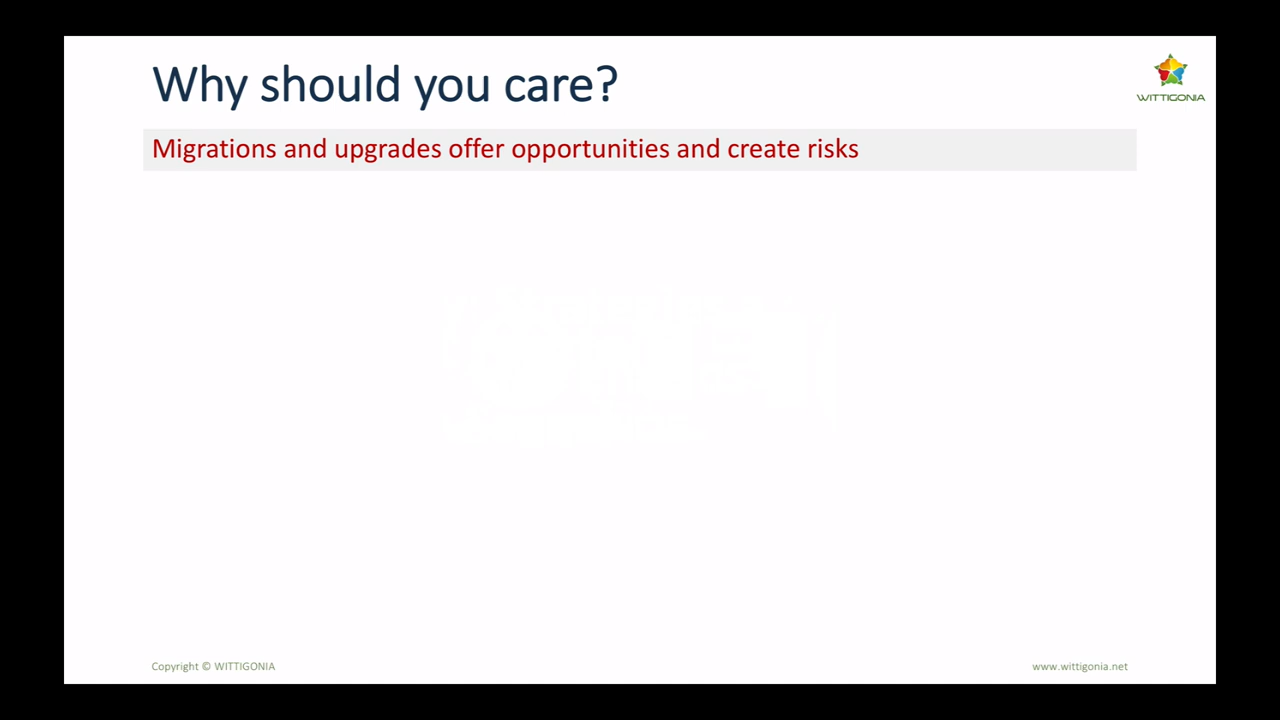 Why should you care?
WITTIGONIA
Migrations and upgrades offer opportunities and create risks
Copyright © WITTIGONIA
www.wittigonia.net